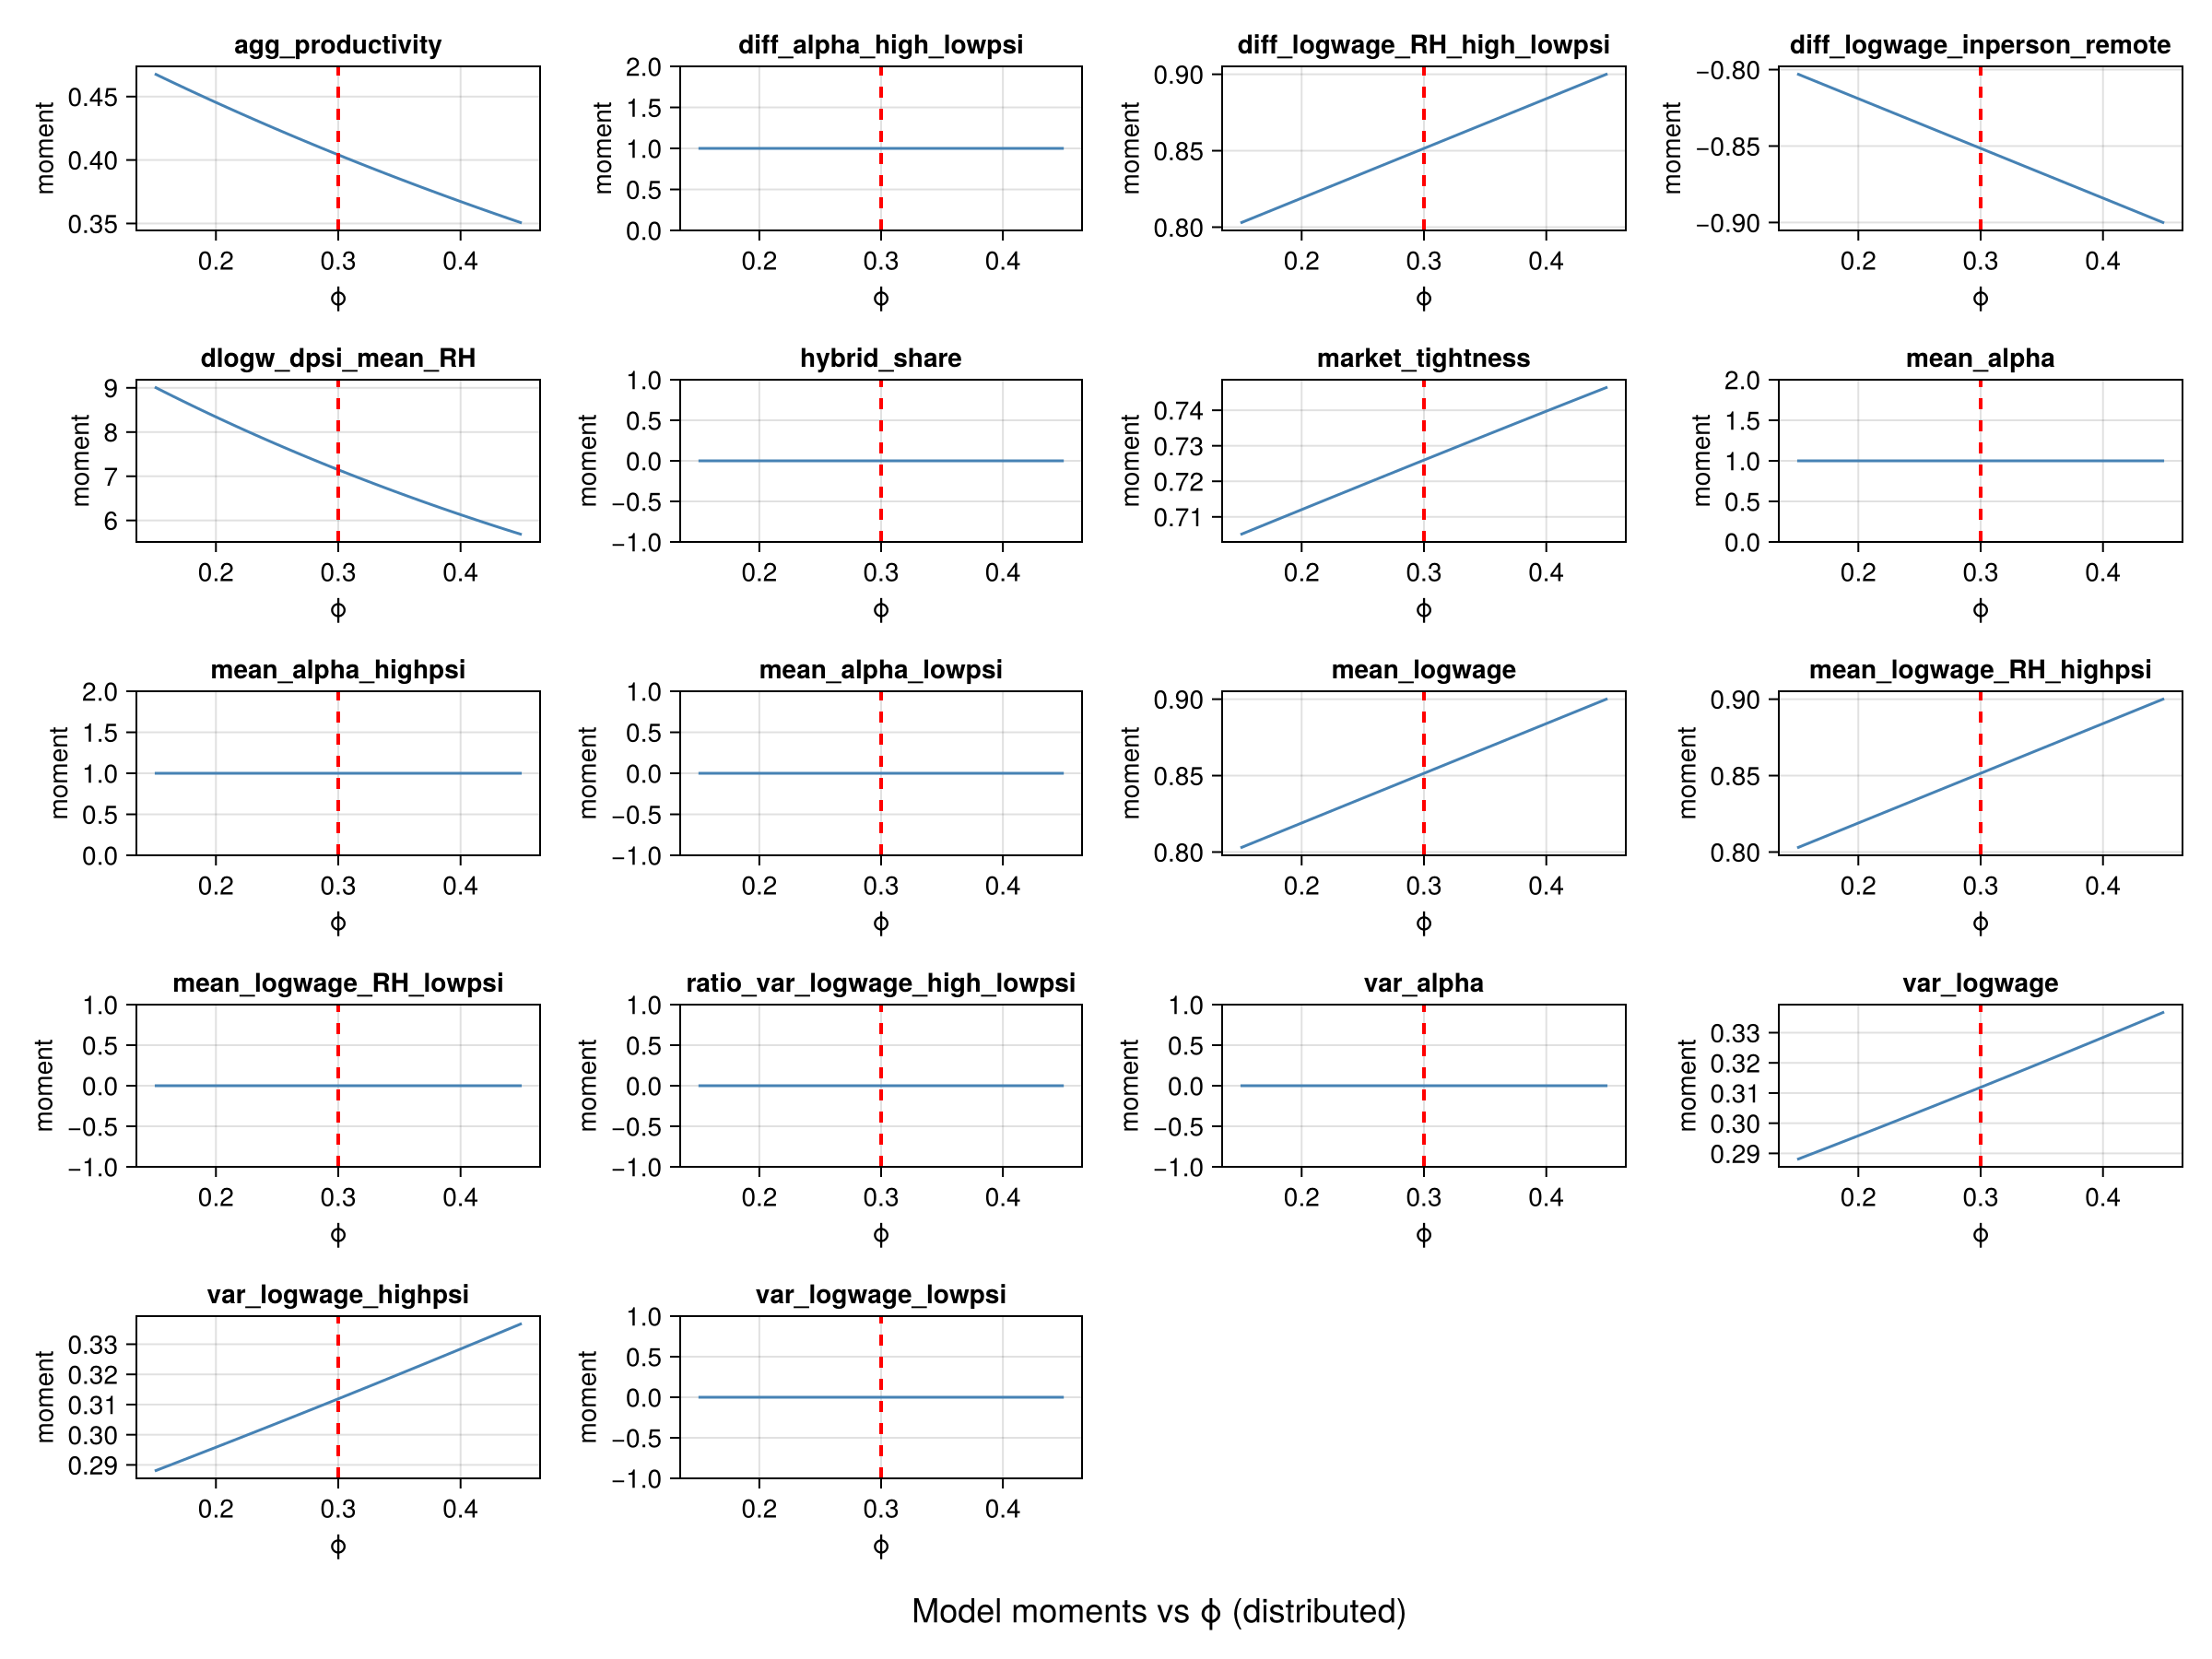 agg_productivity
diff_alpha_high_lowpsi
diff_logwage_RH_high_lowpsi
diff_logwage_inperson_remote
moment
0.45
0.40
0.35
0.2 0.3 0.4
ϕ
moment
2.0
1.5
1.0
0.5
0.0
0.2 0.3 0.4
ϕ
moment
0.90
0.85
0.80
0.2 0.3 0.4
ϕ
moment
−0.80
−0.85
−0.90
0.2 0.3 0.4
ϕ
dlogw_dpsi_mean_RH
hybrid_share
market_tightness
mean_alpha
moment
9
8
7
6
0.2 0.3 0.4
ϕ
moment
1.0
0.5
0.0
−0.5
−1.0
0.2 0.3 0.4
ϕ
moment
0.74
0.73
0.72
0.71
0.2 0.3 0.4
ϕ
moment
2.0
1.5
1.0
0.5
0.0
0.2 0.3 0.4
ϕ
mean_alpha_highpsi
mean_alpha_lowpsi
mean_logwage
mean_logwage_RH_highpsi
moment
2.0
1.5
1.0
0.5
0.0
0.2 0.3 0.4
ϕ
moment
1.0
0.5
0.0
−0.5
−1.0
0.2 0.3 0.4
ϕ
moment
0.90
0.85
0.80
0.2 0.3 0.4
ϕ
moment
0.90
0.85
0.80
0.2 0.3 0.4
ϕ
mean_logwage_RH_lowpsi
ratio_var_logwage_high_lowpsi
var_alpha
var_logwage
moment
1.0
0.5
0.0
−0.5
−1.0
0.2 0.3 0.4
ϕ
moment
1.0
0.5
0.0
−0.5
−1.0
0.2 0.3 0.4
ϕ
moment
1.0
0.5
0.0
−0.5
−1.0
0.2 0.3 0.4
ϕ
moment
0.33
0.32
0.31
0.30
0.29
0.2 0.3 0.4
ϕ
var_logwage_highpsi
var_logwage_lowpsi
moment
0.33
0.32
0.31
0.30
0.29
0.2 0.3 0.4
ϕ
moment
1.0
0.5
0.0
−0.5
−1.0
0.2 0.3 0.4
ϕ
Model moments vs ϕ (distributed)